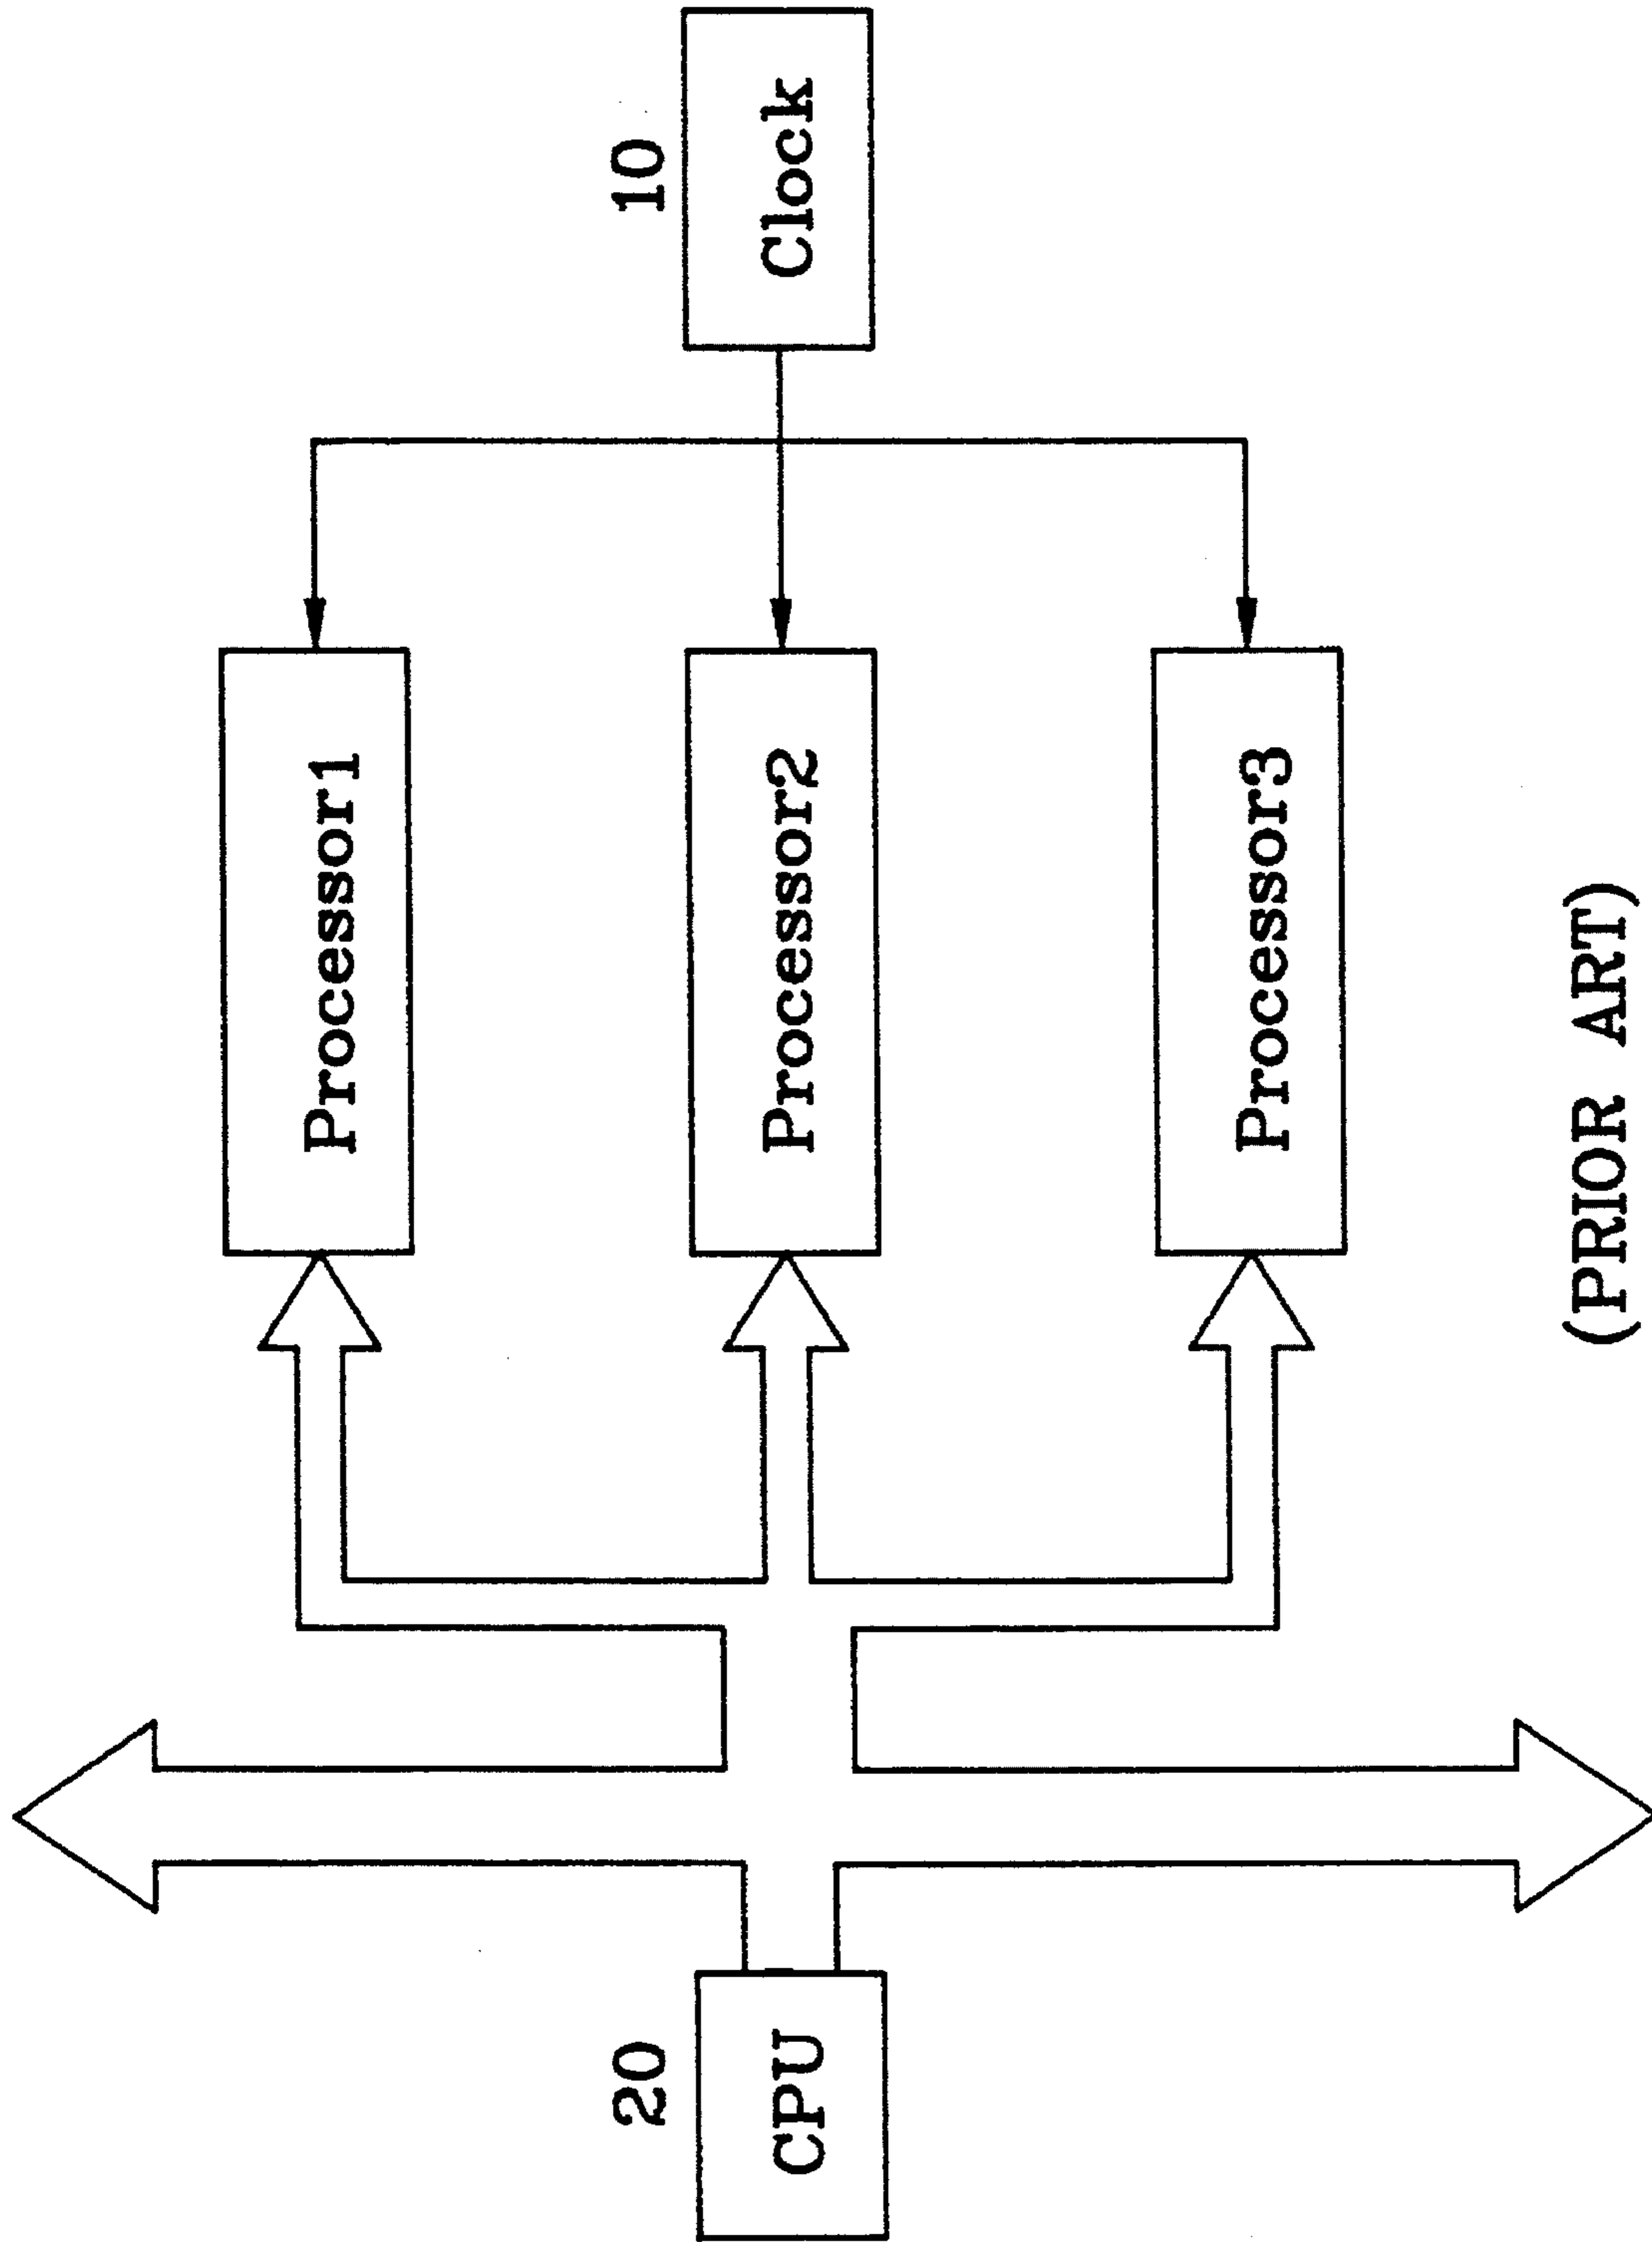 Processor1
20
10
CPU
Processor2
Clock
Processor3
(PRIOR ART)